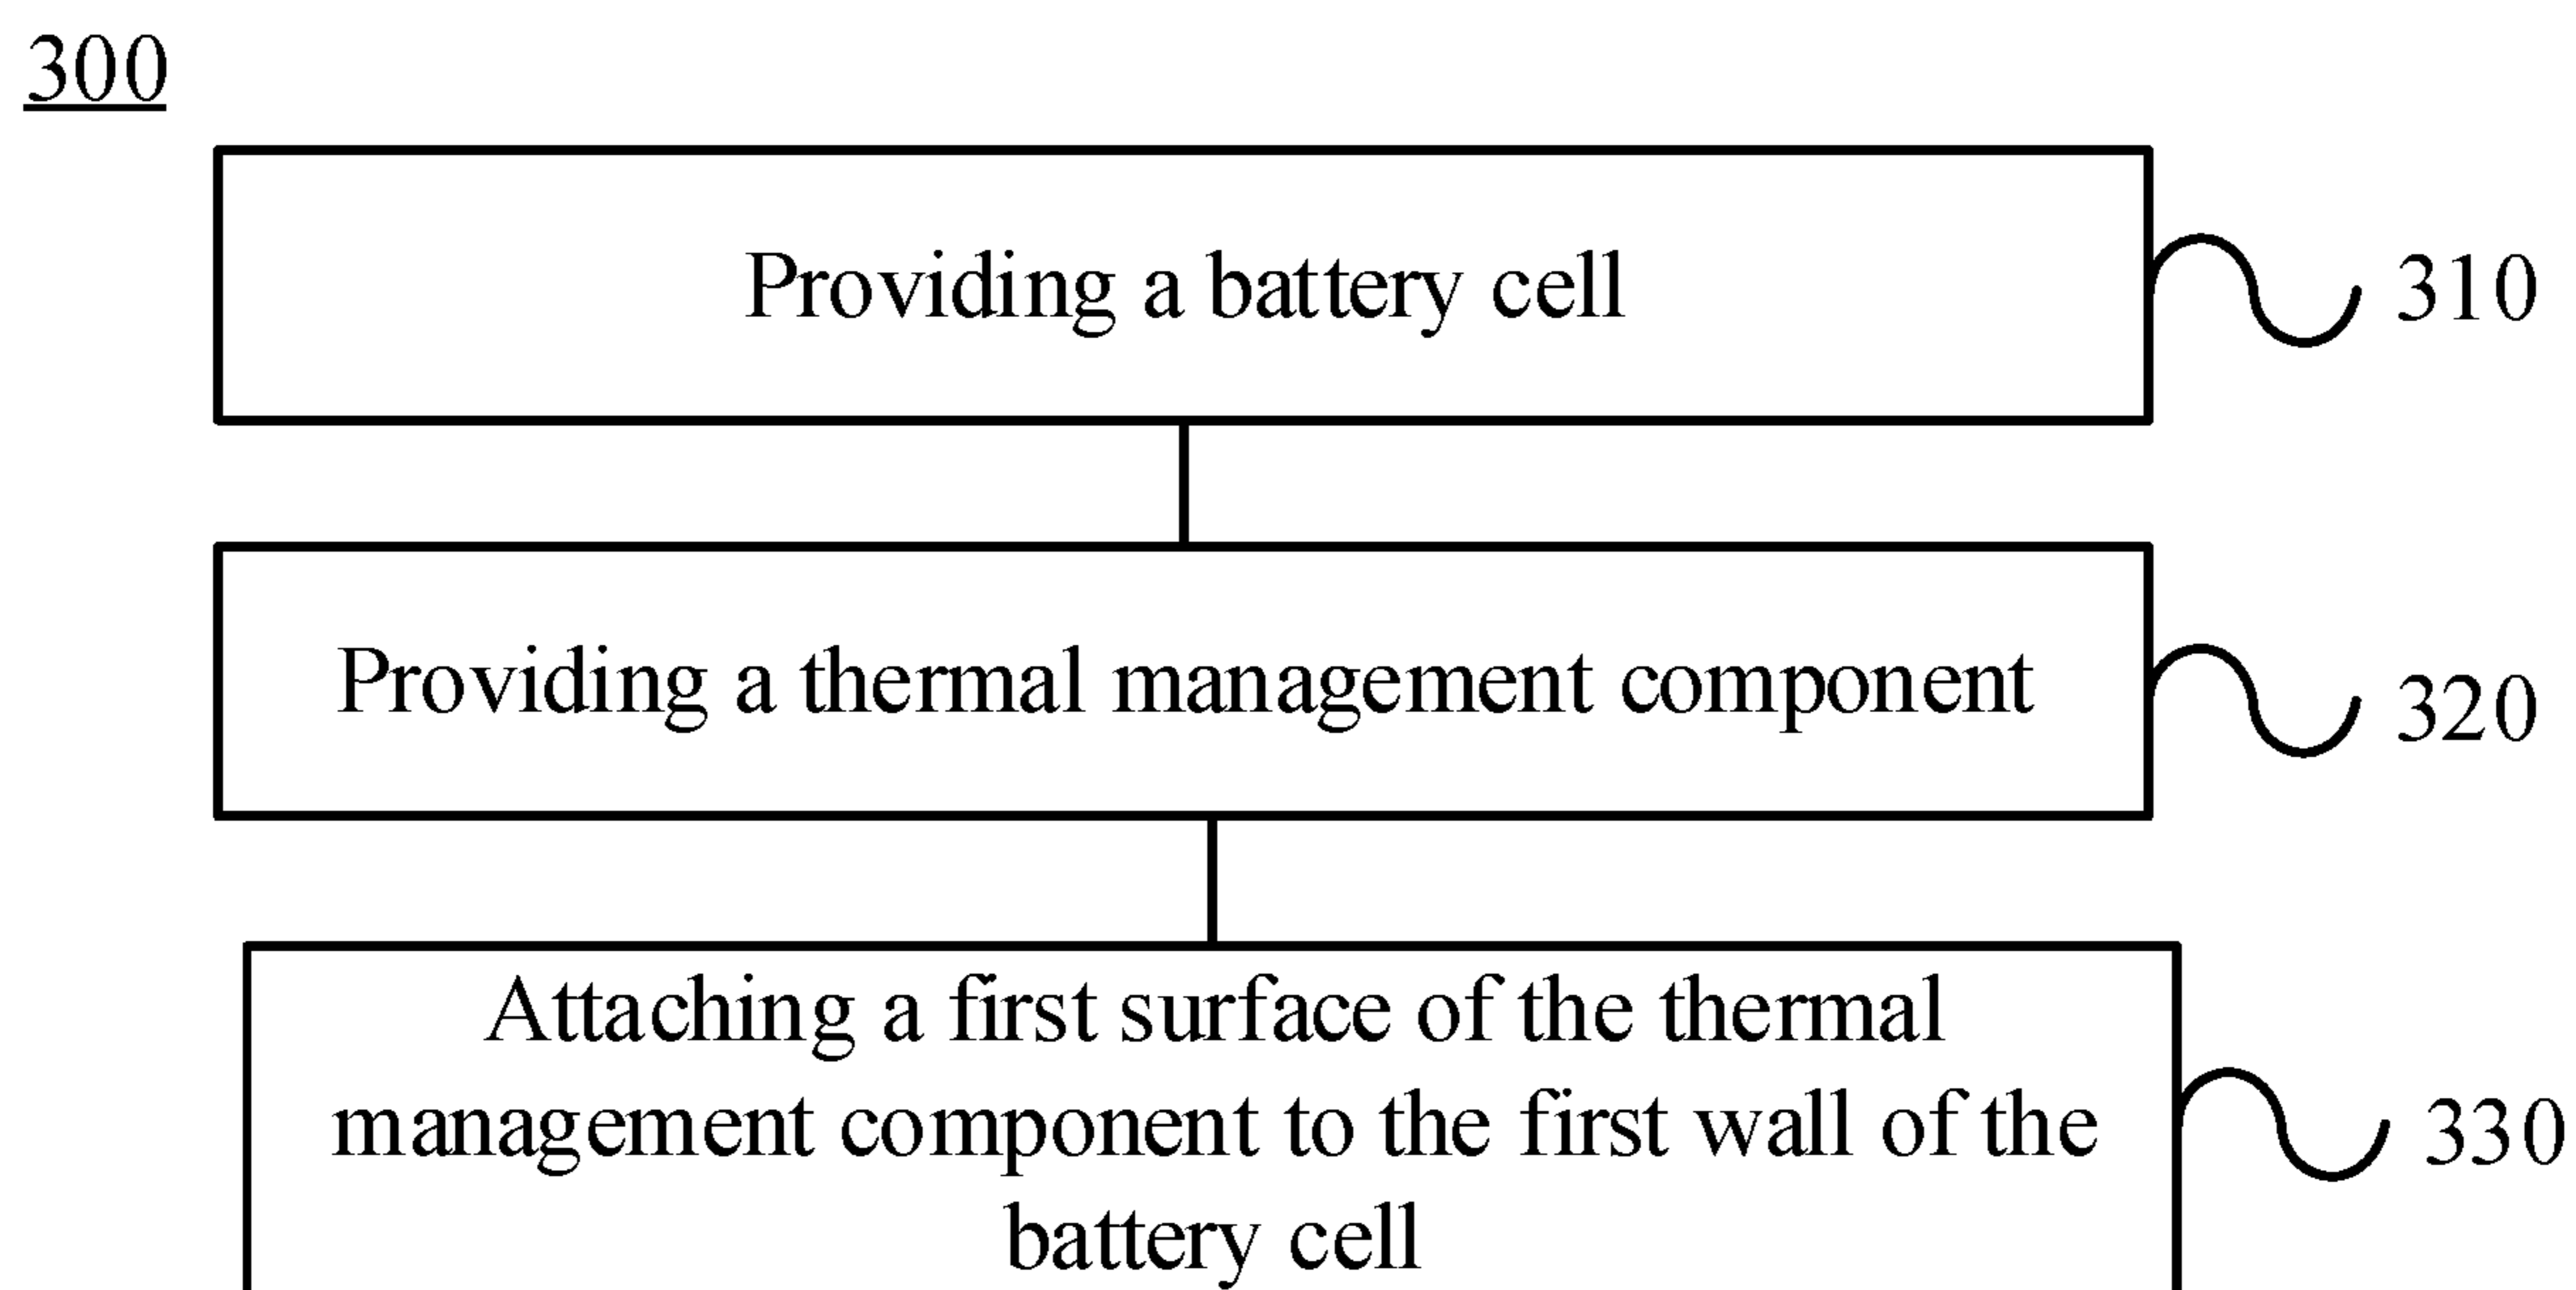 300
Providing a battery cell
310
Providing a thermal management component
320
Attaching a first surface of the thermal
management component to the first wall of the
battery cell
330